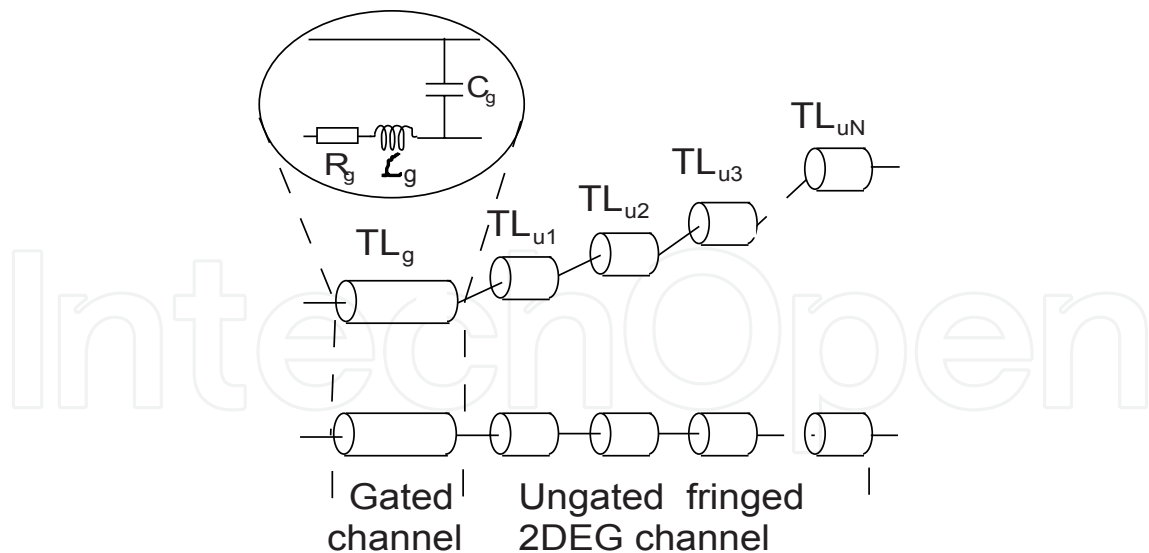 C_g
R_g L_g
TL_uN
TL_u3
TL_u2
TL_u1
TL_g
IntechOpen
Gated channel
Ungated fringed
2DEG channel